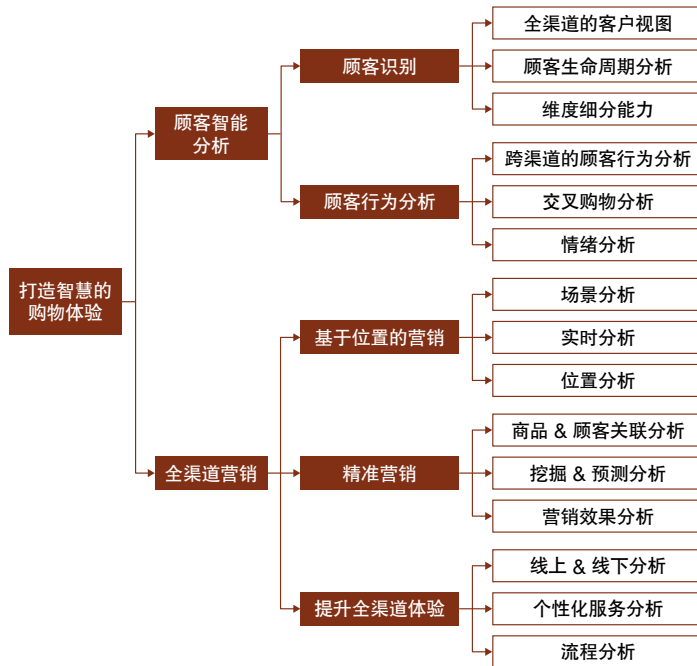 打造智慧的
购物体验
顾客智能
分析
顾客识别
全渠道的客户视图
顾客生命周期分析
维度细分能力
顾客行为分析
跨渠道的顾客行为分析
交叉购物分析
情绪分析
全渠道营销
基于位置的营销
场景分析
实时分析
位置分析
精准营销
商品 & 顾客关联分析
挖掘 & 预测分析
营销效果分析
提升全渠道体验
线上 & 线下分析
个性化服务分析
流程分析